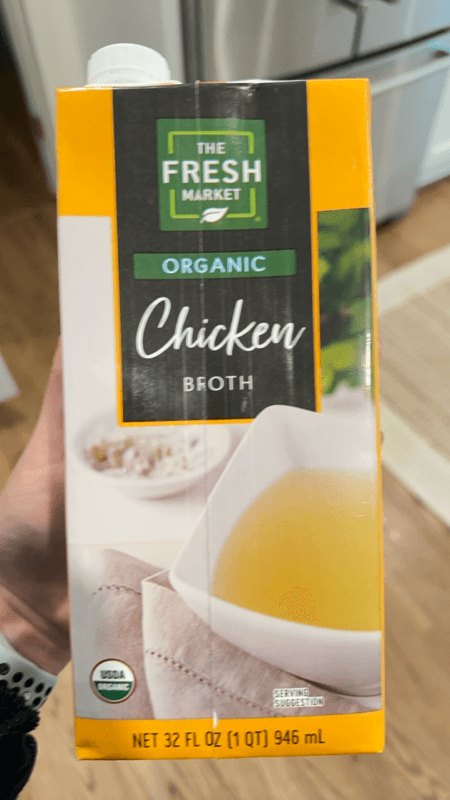 THE
FRESH
MARKET
ORGANIC
Chicken
BROTH
USDA
ORGANIC
SERVING
SUGGESTION
NET 32 FL OZ (1 QT) 946 mL